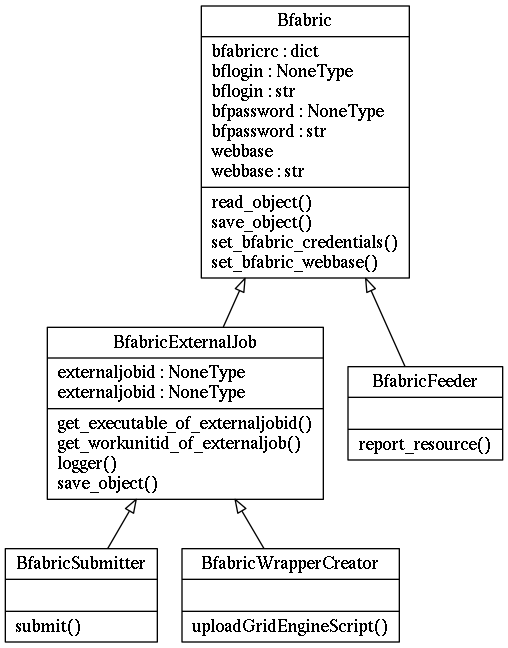 Bfabric
bfabricrc : dict
bflogin : NoneType
bflogin : str
bfpassword : NoneType
bfpassword : str
webbase
webbase : str
read_object()
save_object()
set_bfabric_credentials()
set_bfabric_webbase()
BfabricExternalJob
externaljobid : NoneType
externaljobid : NoneType
get_executable_of_externaljobid()
get_workunitid_of_externaljob()
logger()
save_object()
BfabricFeeder
report_resource()
BfabricSubmitter
submit()
BfabricWrapperCreator
uploadGridEngineScript()